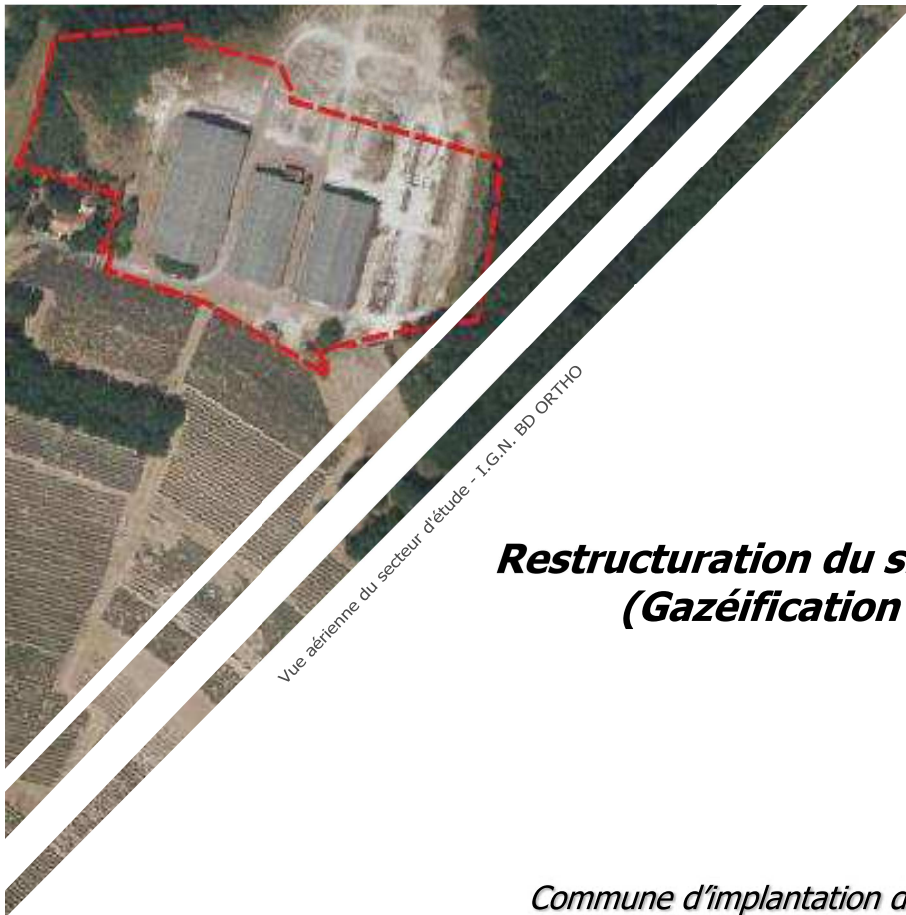 Vue aérienne du secteur d'étude - I.G.N. BD ORTHO
Restructuration du s
(Gazéification
Commune d'implantation d